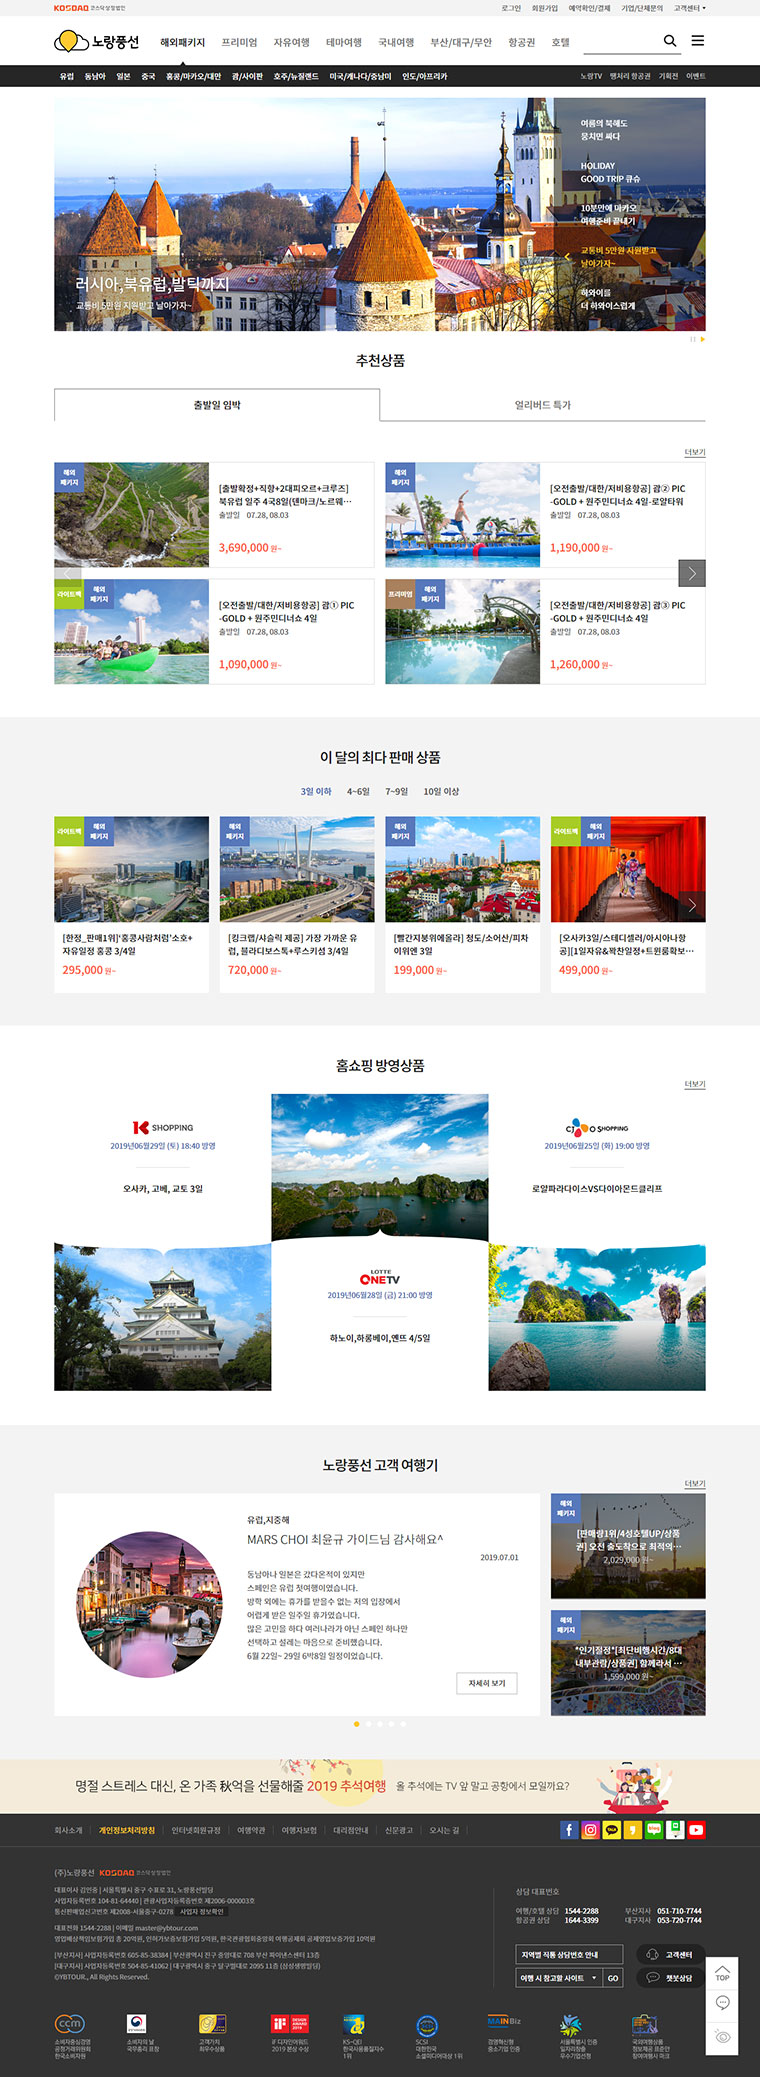 KOSDAQ 코스닥 상장법인
로그인 회원가입 예약확인/결제 기업/단체문의 고객센터
노랑풍선 해외패키지 프리미엄 자유여행 테마여행 국내여행 부산/대구/무안 항공권 호텔
유럽 동남아 일본 중국 홍콩/마카오/대만 괌/사이판 호주/뉴질랜드 미국/캐나다/중남미 인도/아프리카 노랑TV 땡처리 항공권 기획전 이벤트
여름의 북해도
뭉치면 싸다
HOLIDAY
GOOD TRIP 큐슈
10분만에 마카오
여행준비 끝내기
교통비 5만원 지원받고
날아가자~
하와이를
더 하와이스럽게
러시아,북유럽,발틱까지
교통비 5만원 지원받고 날아가자~
추천상품
출발일 임박 얼리버드 특가
더보기
해외
패키지
[출발확정+직항+2대피오르+크루즈]
북유럽 일주 4국8일(덴마크/노르웨…
출발일 07.28, 08.03
3,690,000 원~
해외
패키지
[오전출발/대한/저비용항공] 괌② PIC
-GOLD + 원주민디너쇼 4일-로얄타워
출발일 07.28, 08.03
1,190,000 원~
라이트팩 해외
패키지
[오전출발/대한/저비용항공] 괌① PIC
-GOLD + 원주민디너쇼 4일
출발일 07.28, 08.03
1,090,000 원~
프리미엄 해외
패키지
[오전출발/대한/저비용항공] 괌③ PIC
-GOLD + 원주민디너쇼 4일
출발일 07.28, 08.03
1,260,000 원~
이 달의 최다 판매 상품
3일 이하 4~6일 7~9일 10일 이상
라이트팩 해외
패키지
[한정_판매1위]'홍콩사람처럼'소호+
자유일정 홍콩 3/4일
295,000 원~
해외
패키지
[킹크랩/샤슬릭 제공] 가장 가까운 유
럽, 블라디보스톡+루스키섬 3/4일
720,000 원~
해외
패키지
[빨간지붕위에올라] 청도/소어산/피차
이위엔 3일
199,000 원~
라이트팩 해외
패키지
[오사카3일/스테디셀러/아시아나항
공][1일자유&꽉찬일정+트윈룸확보…
499,000 원~
홈쇼핑 방영상품
더보기
K SHOPPING
2019년06월29일 (토) 18:40 방영
오사카, 고베, 교토 3일
CJ O SHOPPING
2019년06월25일 (화) 19:00 방영
로얄파라다이스VS다이아몬드클리프
LOTTE
ONETV
2019년06월28일 (금) 21:00 방영
하노이,하롱베이,옌뜨 4/5일
노랑풍선 고객 여행기
더보기
유럽,지중해
MARS CHOI 최윤규 가이드님 감사해요^
2019.07.01
동남아나 일본은 갔다온적이 있지만
스페인은 유럽 첫여행이었습니다.
방학 외에는 휴가를 받을수 없는 저의 입장에서
어렵게 받은 일주일 휴가였습니다.
많은 고민을 하다 여러나라가 아닌 스페인 하나만
선택하고 설레는 마음으로 준비했습니다.
6월 22일~ 29일 6박8일 일정이었습니다.
자세히 보기
해외
패키지
[판매량1위/4성호텔UP/상품
권] 오전 출도착으로 최적의…
2,029,000 원~
해외
패키지
*인기절정*[최단비행시간/8대
내부관람/상품권] 함께라서 …
1,599,000 원~
명절 스트레스 대신, 온 가족 秋억을 선물해줄 2019 추석여행 올 추석에는 TV 앞 말고 공항에서 모일까요?
회사소개 개인정보처리방침 인터넷회원규정 여행약관 여행자보험 대리점안내 신문광고 오시는 길
(주)노랑풍선 KOSDAQ 코스닥 상장법인
대표이사 김인중 | 서울특별시 중구 수표로 31, 노랑풍선빌딩
사업자등록번호 104-81-64440 | 관광사업자등록증번호 제2006-000003호
통신판매업신고번호 제2008-서울중구-0278 사업자 정보확인
대표전화 1544-2288 | 이메일 master@ybtour.com
영업배상책임보험가입 총 20억원, 인허가보증보험가입 5억원, 한국관광협회중앙회 여행공제회 공제영업보증가입 10억원
[부산지사] 사업자등록번호 605-85-38384 | 부산광역시 진구 중앙대로 708 부산 파이낸스센터 13층
[대구지사] 사업자등록번호 504-85-41062 | 대구광역시 중구 달구벌대로 2095 11층 (삼성생명빌딩)
©YBTOUR., All Rights Reserved.
상담 대표번호
여행/호텔 상담 1544-2288 부산지사 051-710-7744
항공권 상담 1644-3399 대구지사 053-720-7744
지역별 직통 상담번호 안내 고객센터
여행 시 참고할 사이트 GO 챗봇상담
TOP
ccm
소비자중심경영
공정거래위원회
한국소비자원
소비자의 날
국무총리 표창
고객가치
최우수상품
iF DESIGN AWARD 2019
iF 디자인어워드
2019 본상 수상
KS-QEI
한국사용품질지수
1위
SCSI
대한민국
소셜미디어대상 1위
MAINBiz
경영혁신형
중소기업 인증
서울특별시 인증
일자리창출
우수기업선정
국외여행상품
정보제공 표준안
참여여행사 마크